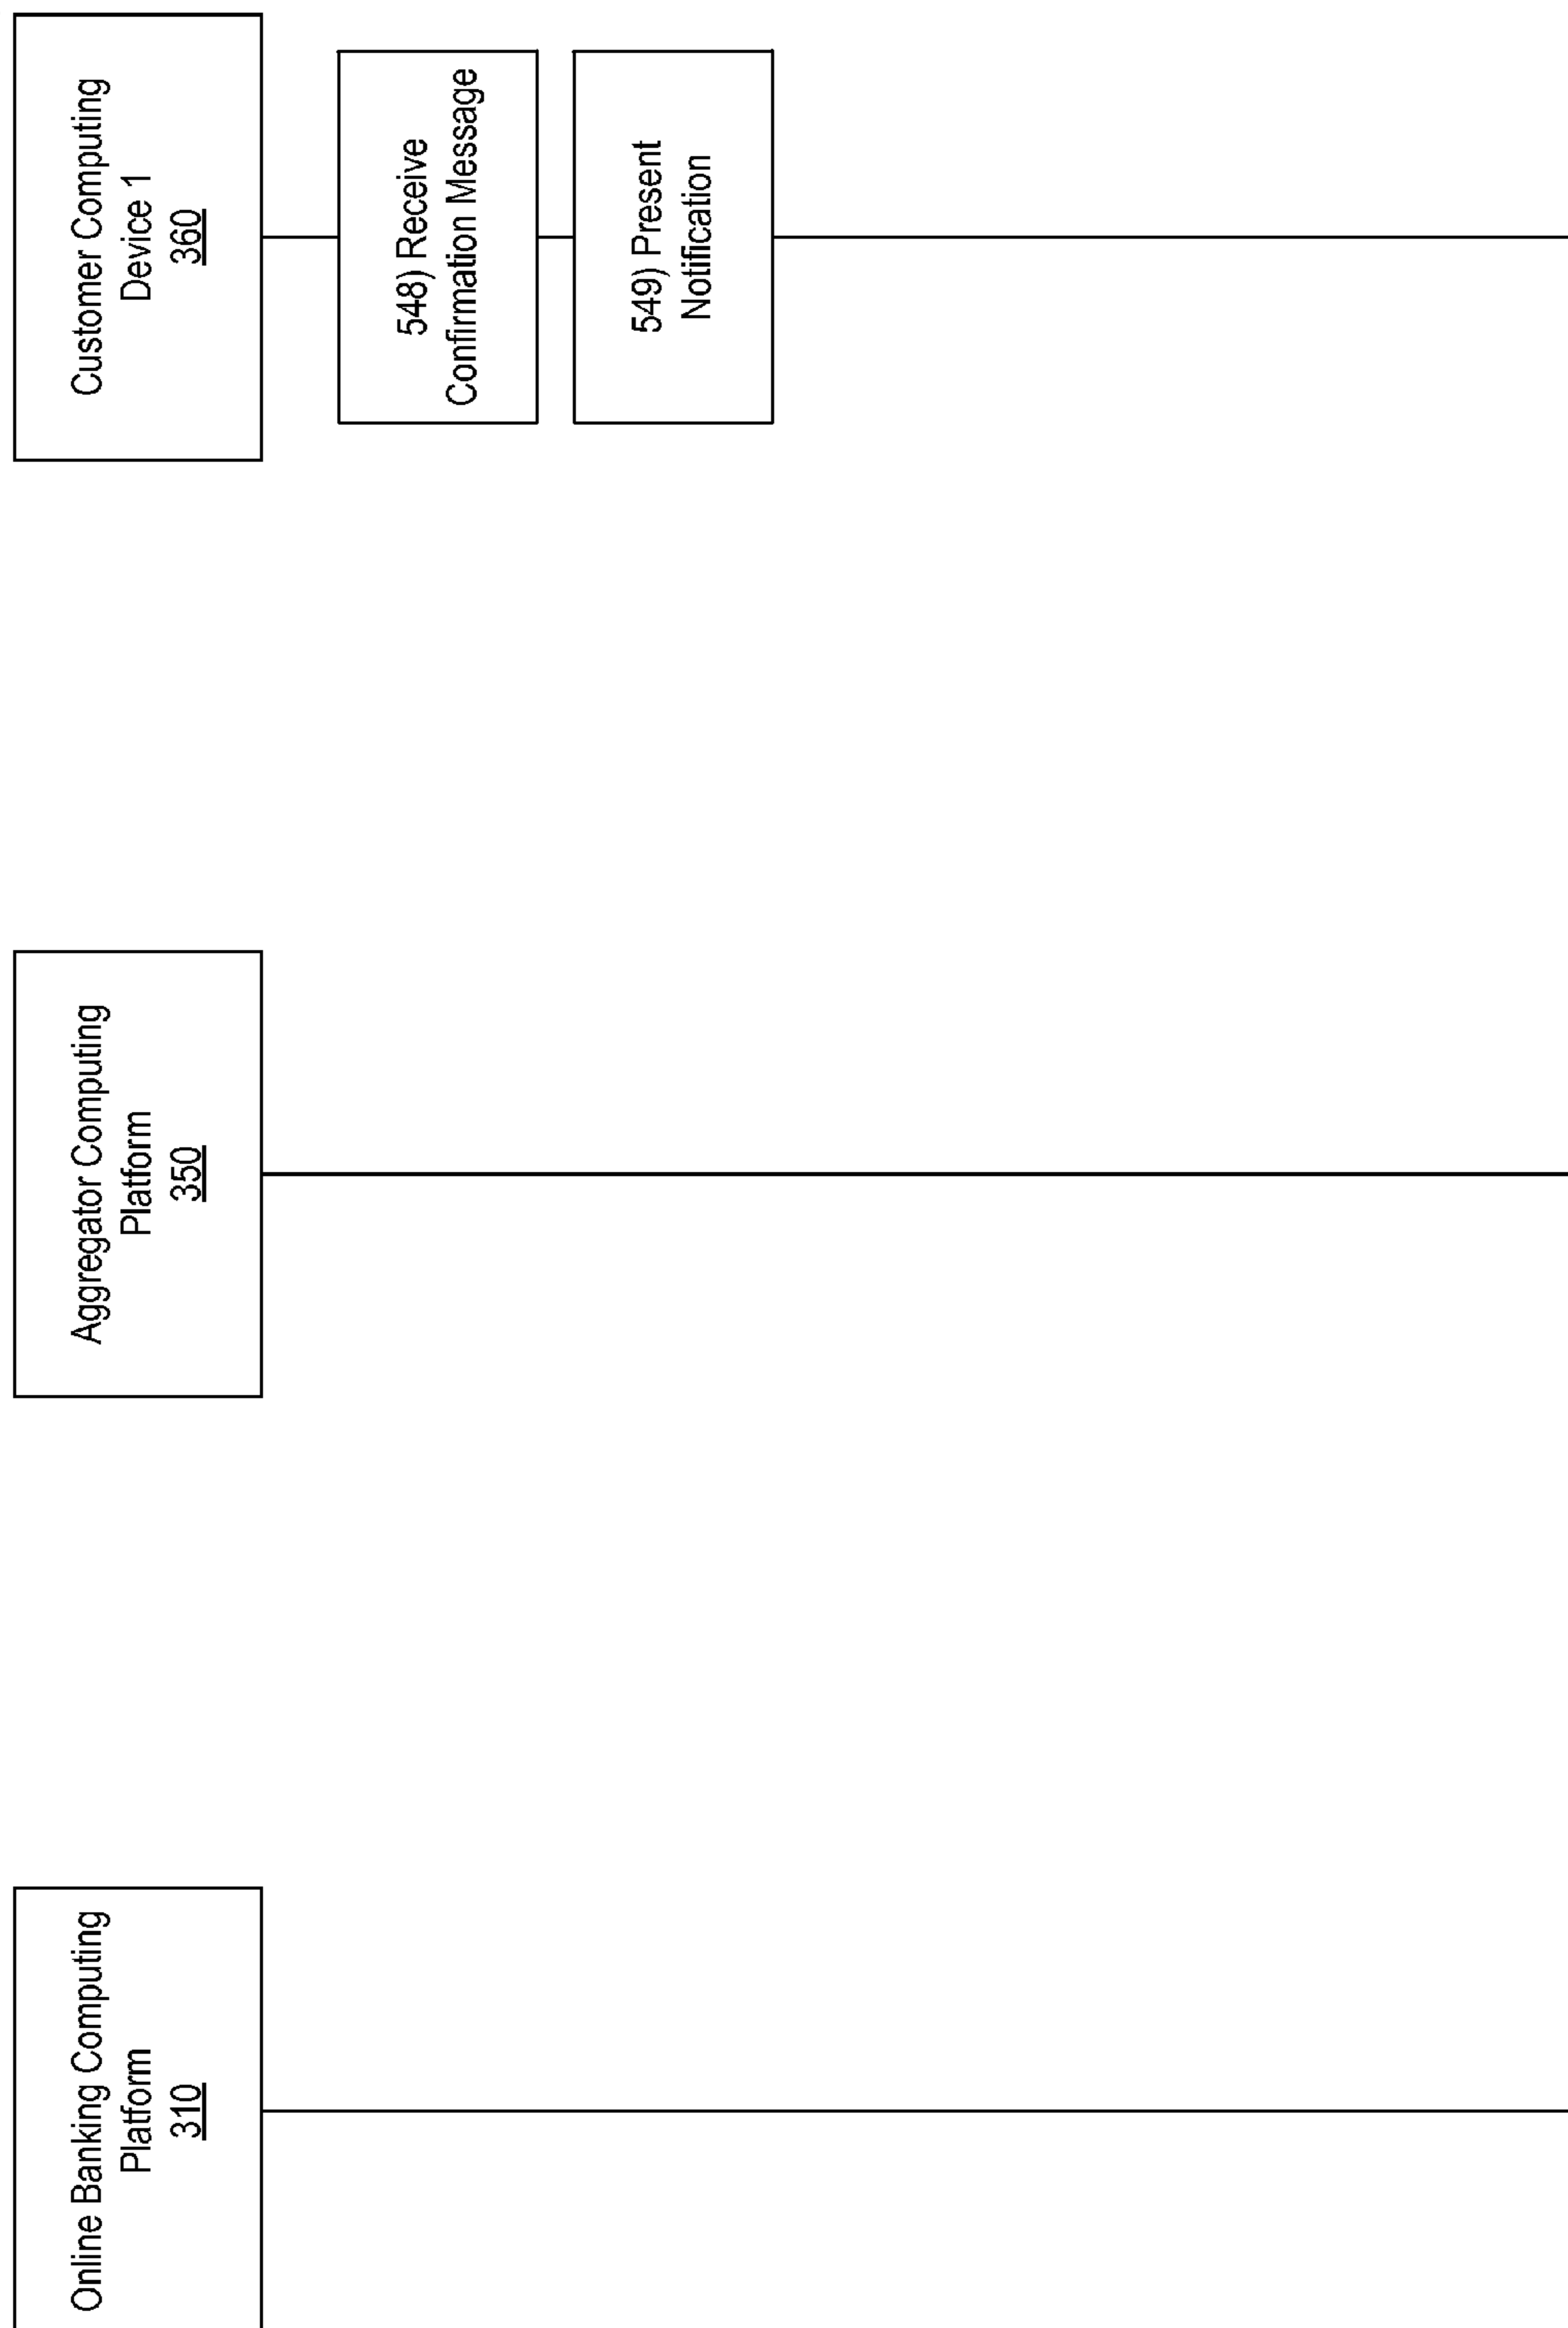 Online Banking Computing
Platform
310
Aggregator Computing
Platform
350
Customer Computing
Device 1
360
548) Receive
Confirmation Message
549) Present
Notification